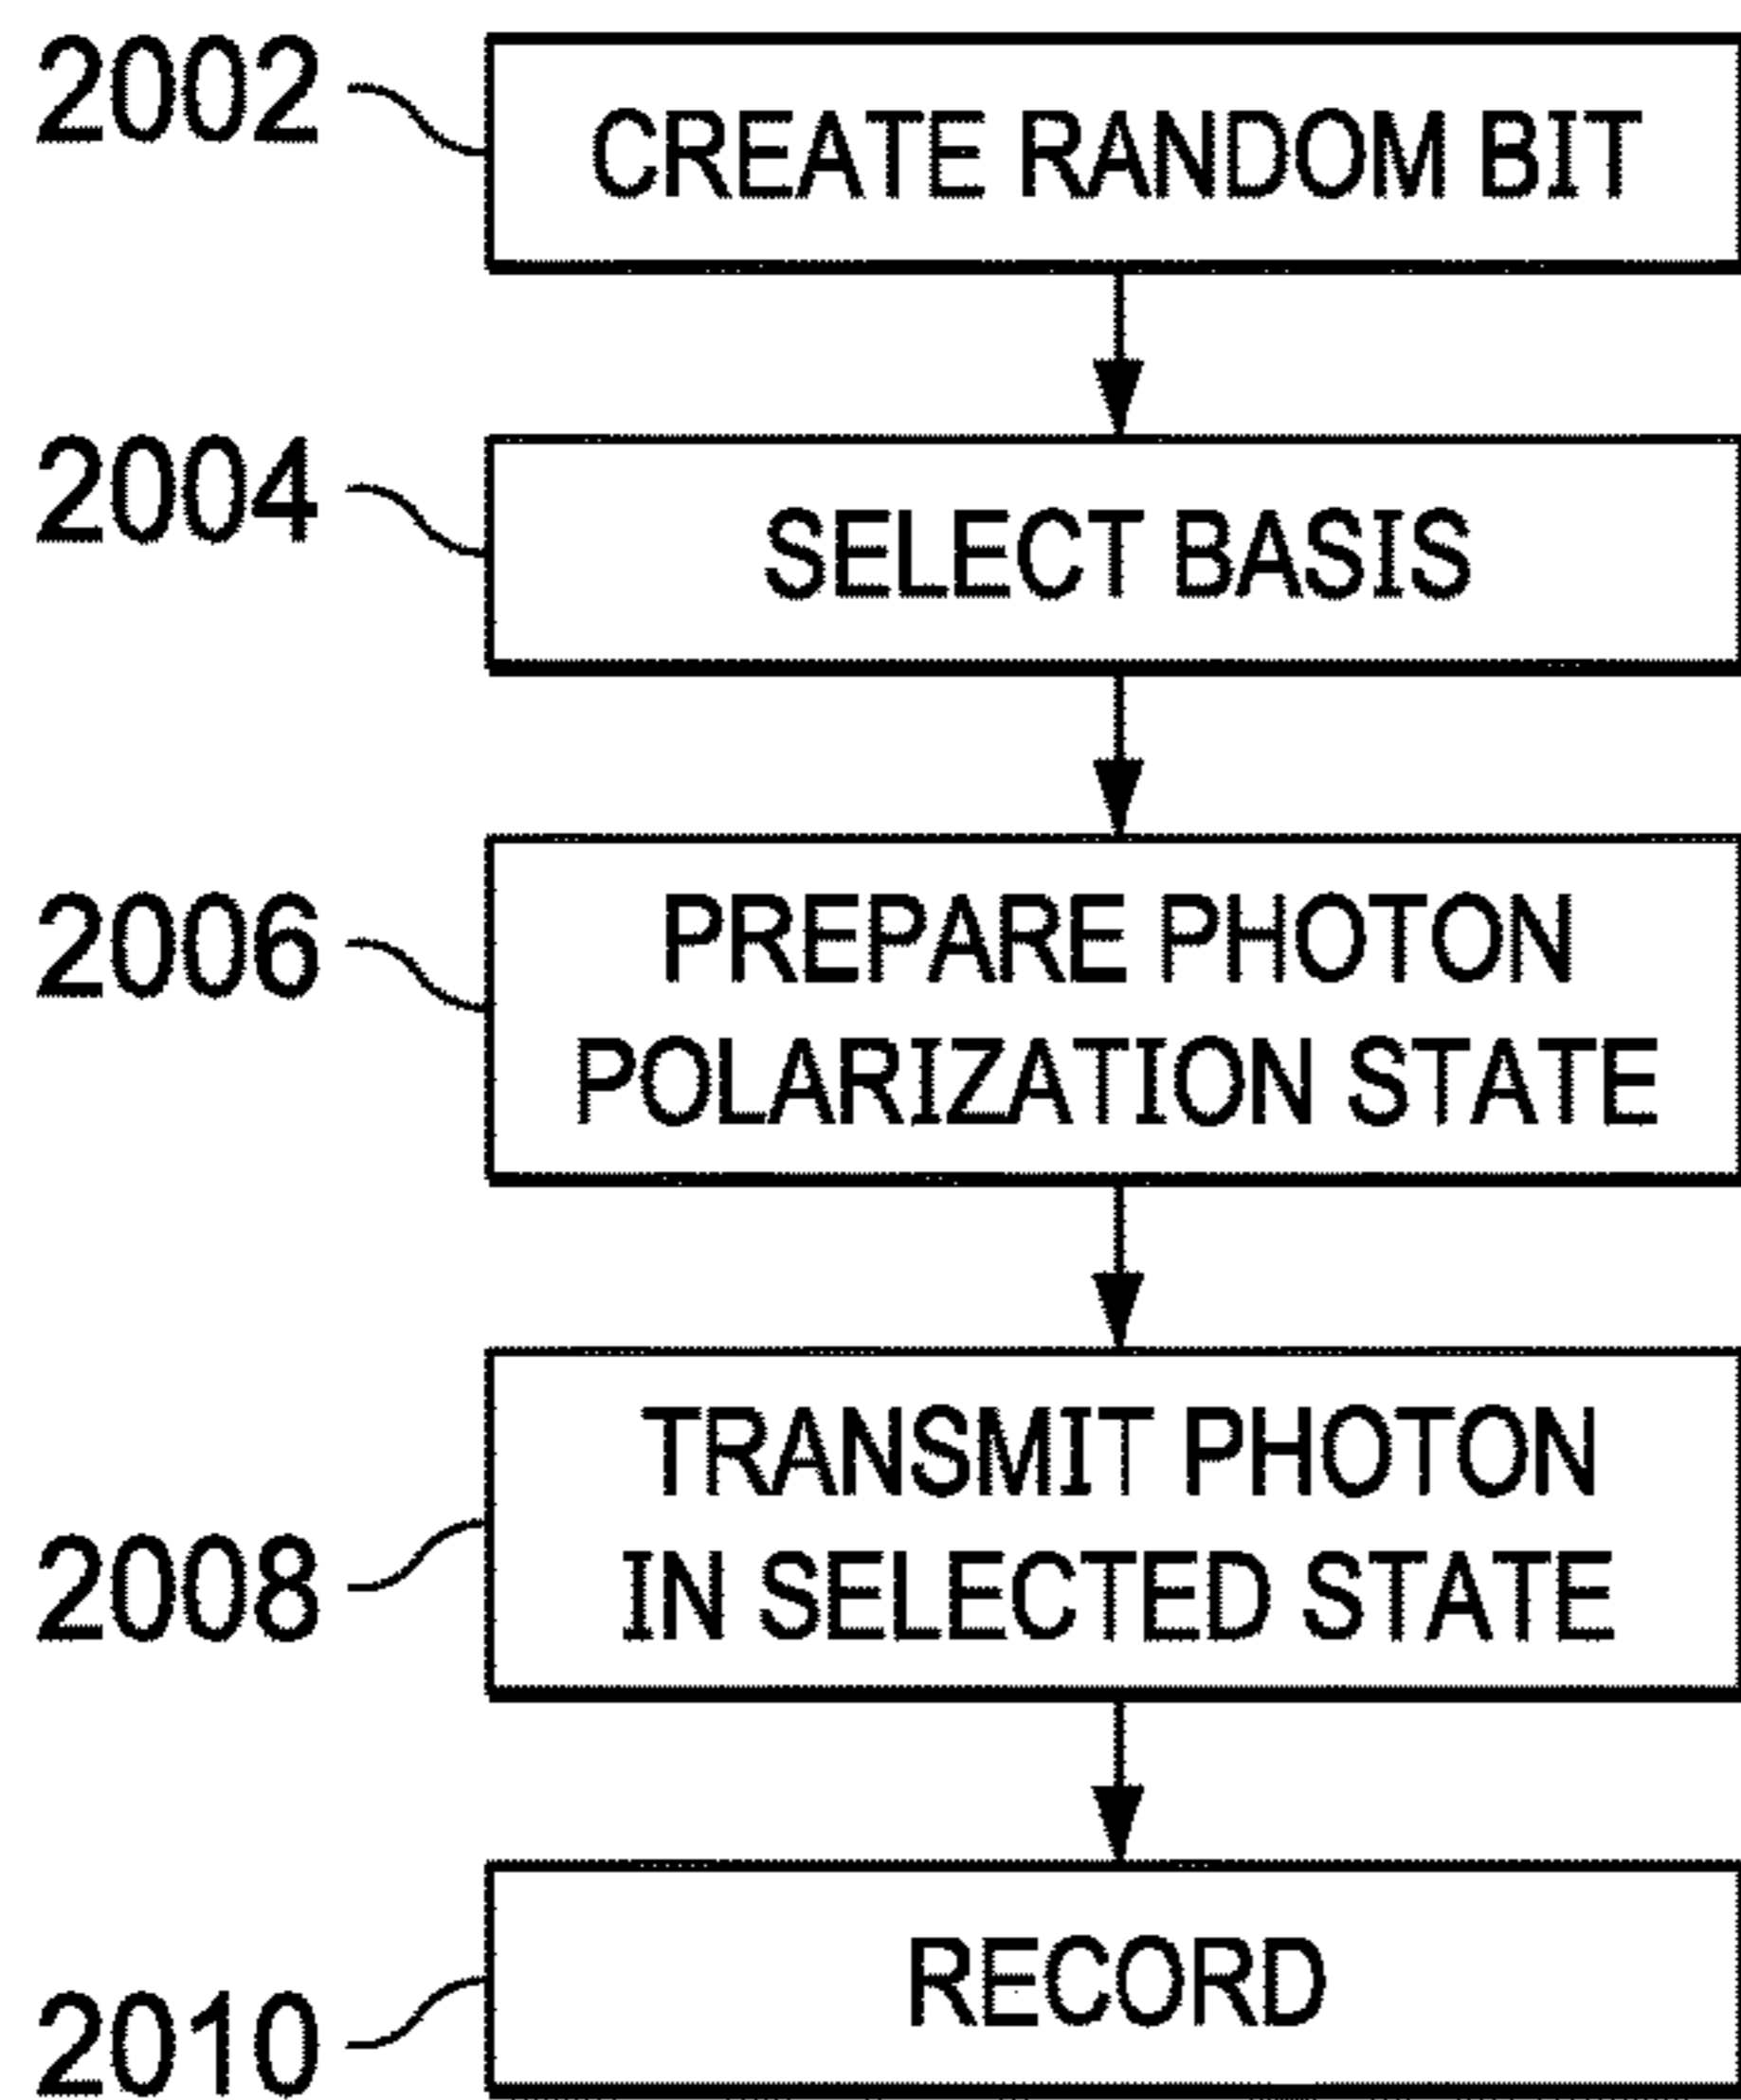 2002
CREATE RANDOM BIT
2004
SELECT BASIS
2006
PREPARE PHOTON
POLARIZATION STATE
2008
TRANSMIT PHOTON
IN SELECTED STATE
2010
RECORD